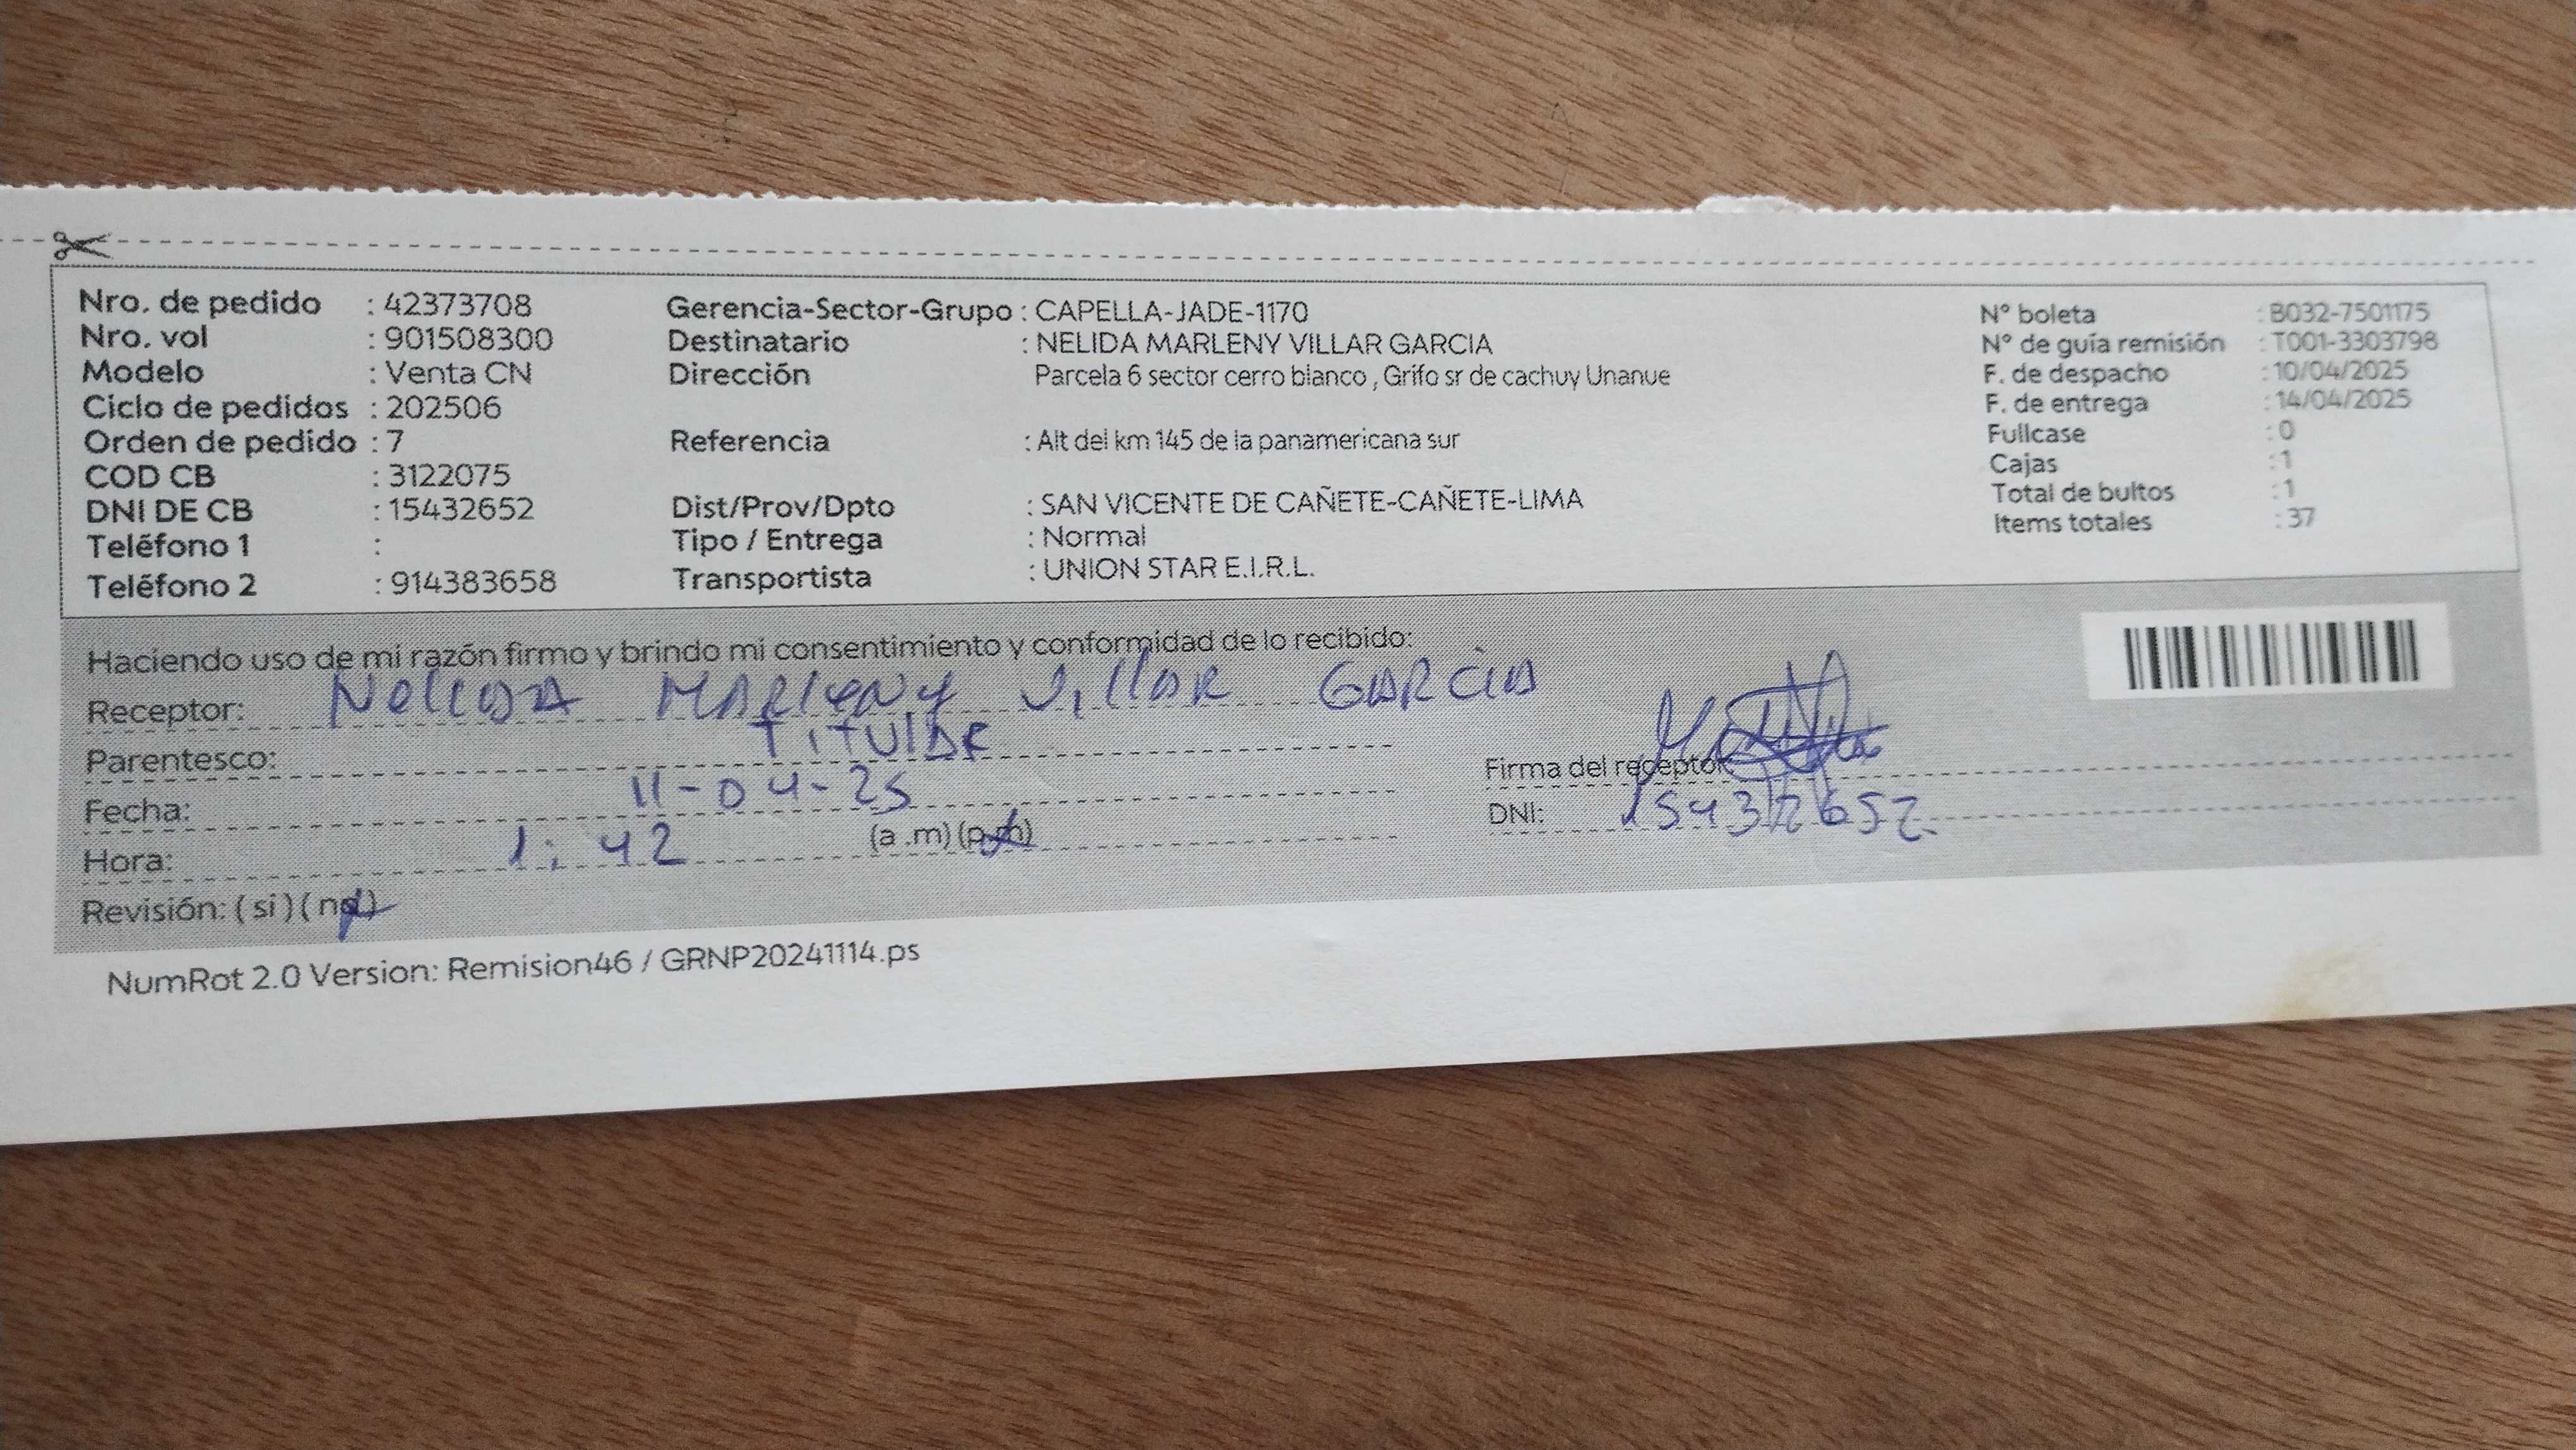 Nro. de pedido : 42373708 Gerencia-Sector-Grupo : CAPELLA-JADE-1170 N° boleta : B032-7501175
Nro. vol : 901508300 Destinatario : NELIDA MARLENY VILLAR GARCIA N° de guía remisión : T001-3303798
Modelo : Venta CN Dirección Parcela 6 sector cerro blanco , Grifo sr de cachuy Unanue F. de despacho : 10/04/2025
Ciclo de pedidos : 202506 F. de entrega : 14/04/2025
Orden de pedido : 7 Referencia : Alt del km 145 de la panamericana sur Fullcase : 0
COD CB : 3122075 Cajas : 1
DNI DE CB : 15432652 Dist/Prov/Dpto : SAN VICENTE DE CAÑETE-CAÑETE-LIMA Total de bultos : 1
Teléfono 1 : Tipo / Entrega : Normal Items totales : 37
Teléfono 2 : 914383658 Transportista : UNION STAR E.I.R.L.
Haciendo uso de mi razón firmo y brindo mi consentimiento y conformidad de lo recibido:
Receptor: NELIDA MARLENY VILLAR GARCIA
Parentesco: TITULAR Firma del receptor
Fecha: 11-04-25 DNI: 15432652
Hora: 1:42 (a .m) (p.m)
Revisión: ( si ) ( no )
NumRot 2.0 Version: Remision46 / GRNP20241114.ps